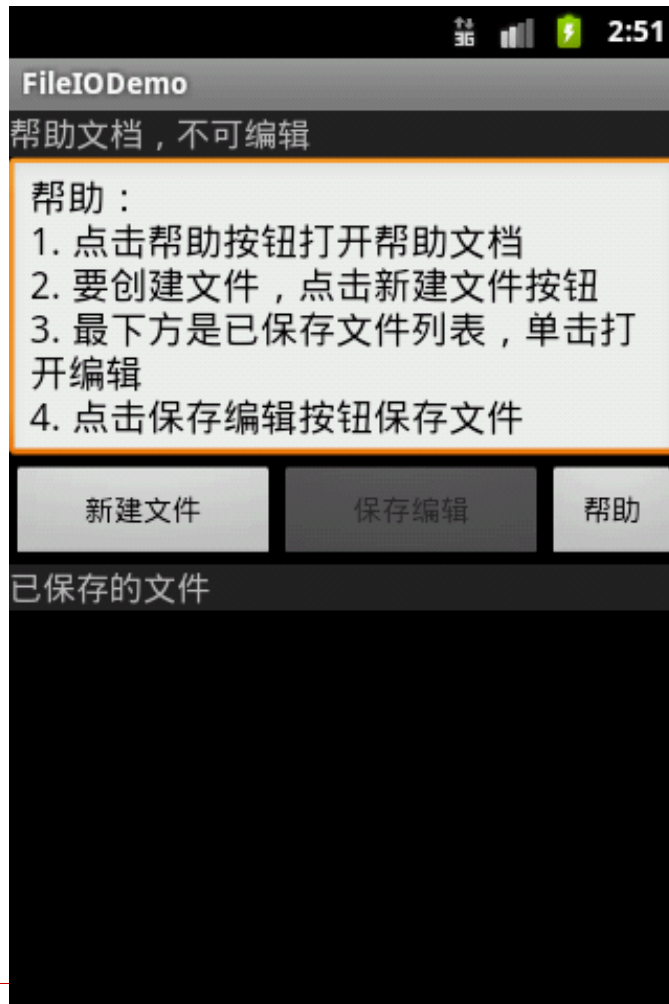 3G 2:51
FileIODemo
帮助文档，不可编辑
帮助：
1. 点击帮助按钮打开帮助文档
2. 要创建文件，点击新建文件按钮
3. 最下方是已保存文件列表，单击打
开编辑
4. 点击保存编辑按钮保存文件
新建文件 保存编辑 帮助
已保存的文件